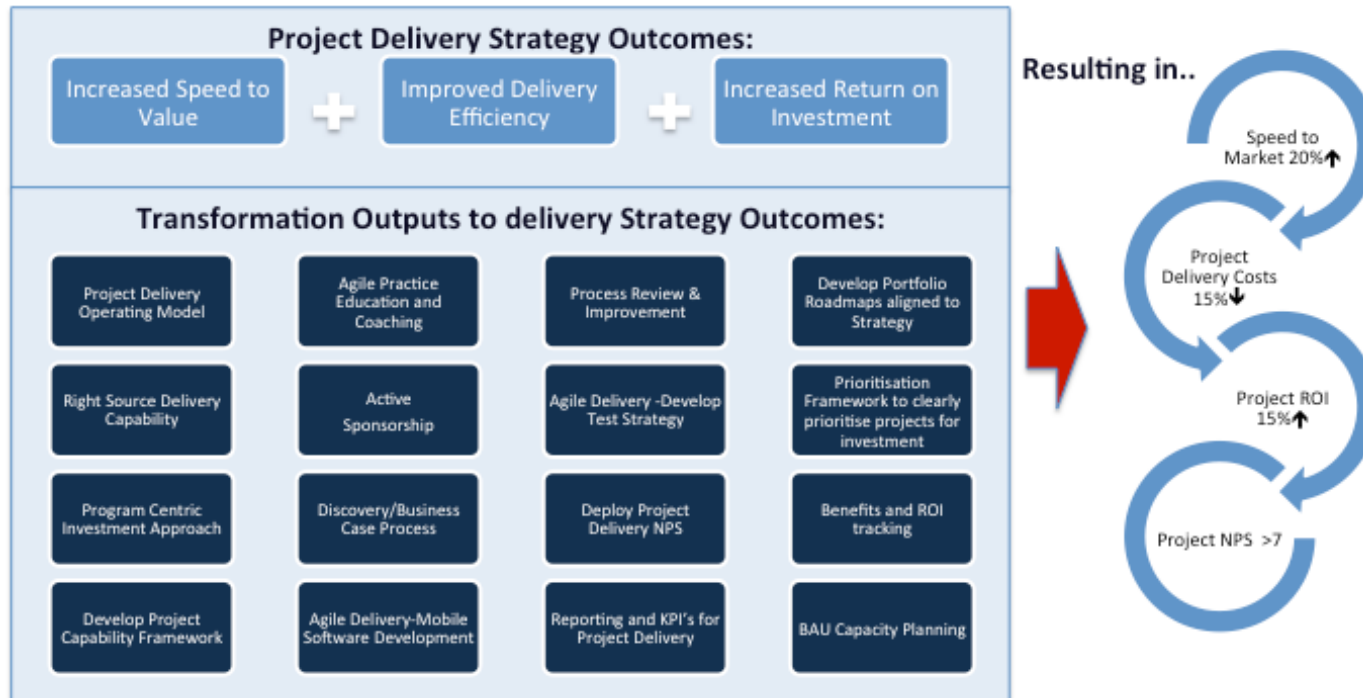 Project Delivery Strategy Outcomes:
Increased Speed to
Value
Improved Delivery
Efficiency
Increased Return on
Investment
Transformation Outputs to delivery Strategy Outcomes:
Project Delivery
Operating Model
Agile Practice
Education and
Coaching
Process Review &
Improvement
Develop Portfolio
Roadmaps aligned to
Strategy
Right Source Delivery
Capability
Active
Sponsorship
Agile Delivery -Develop
Test Strategy
Prioritisation
Framework to clearly
prioritise projects for
investment
Program Centric
Investment Approach
Discovery/Business
Case Process
Deploy Project
Delivery NPS
Benefits and ROI
tracking
Develop Project
Capability Framework
Agile Delivery-Mobile
Software Development
Reporting and KPI's for
Project Delivery
BAU Capacity Planning
Resulting in..
Speed to
Market 20%↑
Project
Delivery Costs
15%↓
Project ROI
15%↑
Project NPS >7